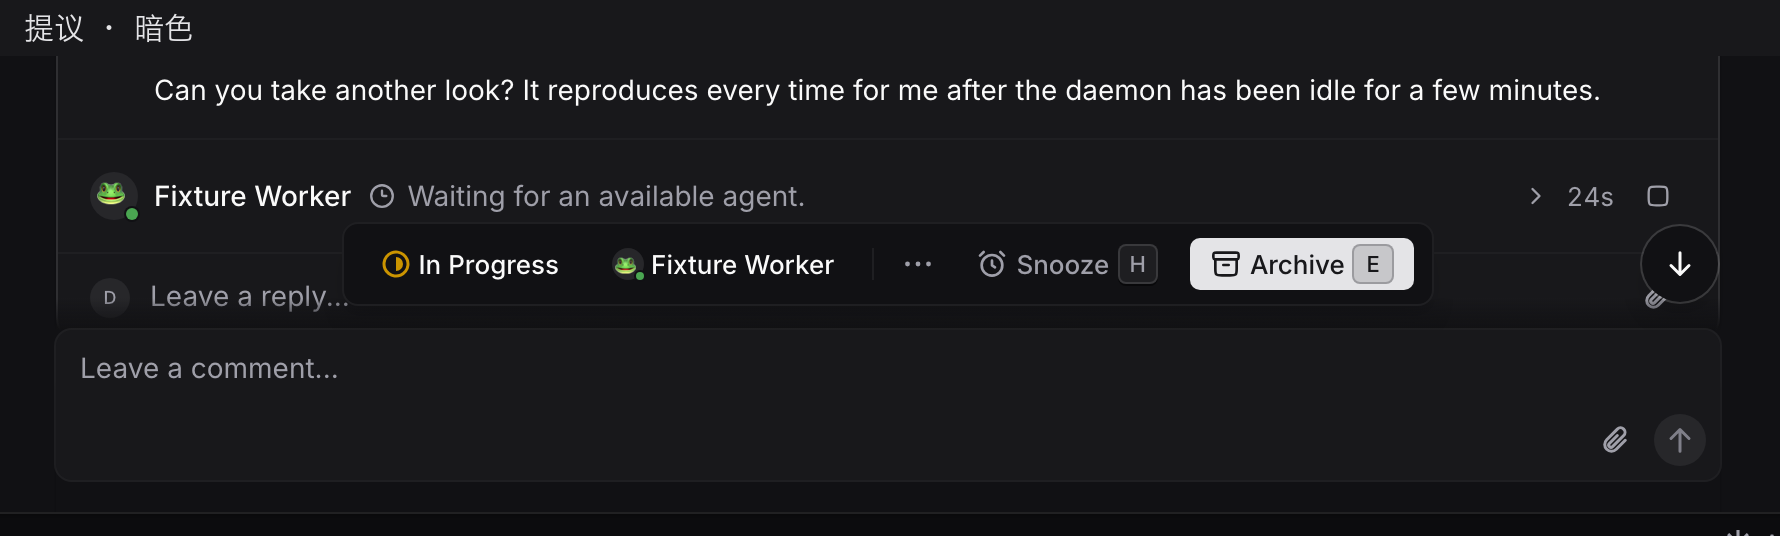 提议 · 暗色
Can you take another look? It reproduces every time for me after the daemon has been idle for a few minutes.
Fixture Worker Waiting for an available agent. 24s
In Progress Fixture Worker ... Snooze H Archive E
D Leave a reply...
Leave a comment...